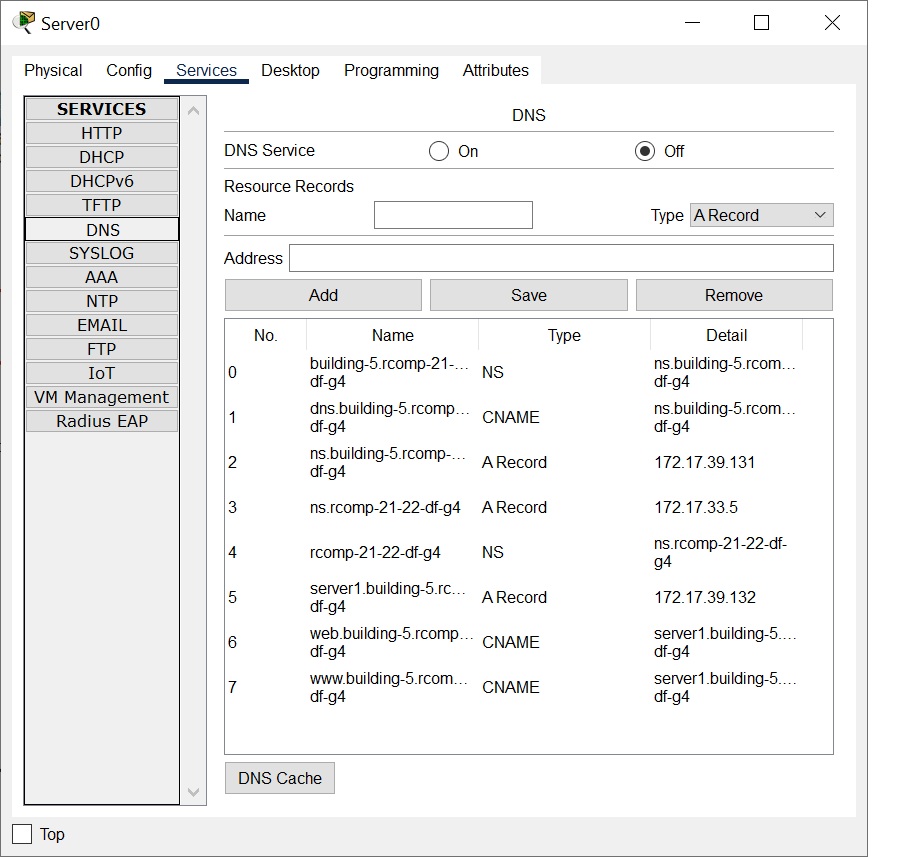 Server0
Physical Config Services Desktop Programming Attributes
SERVICES
HTTP
DHCP
DHCPv6
TFTP
DNS
SYSLOG
AAA
NTP
EMAIL
FTP
IoT
VM Management
Radius EAP
DNS
DNS Service On Off
Resource Records
Name Type A Record
Address
Add Save Remove
No. Name Type Detail
0 building-5.rcomp-21-… NS ns.building-5.rcom…
df-g4 df-g4
1 dns.building-5.rcomp… CNAME ns.building-5.rcom…
df-g4 df-g4
2 ns.building-5.rcomp-… A Record 172.17.39.131
df-g4
3 ns.rcomp-21-22-df-g4 A Record 172.17.33.5
4 rcomp-21-22-df-g4 NS ns.rcomp-21-22-df-
g4
5 server1.building-5.rc… A Record 172.17.39.132
df-g4
6 web.building-5.rcomp… CNAME server1.building-5.…
df-g4 df-g4
7 www.building-5.rcom… CNAME server1.building-5.…
df-g4 df-g4
DNS Cache
Top